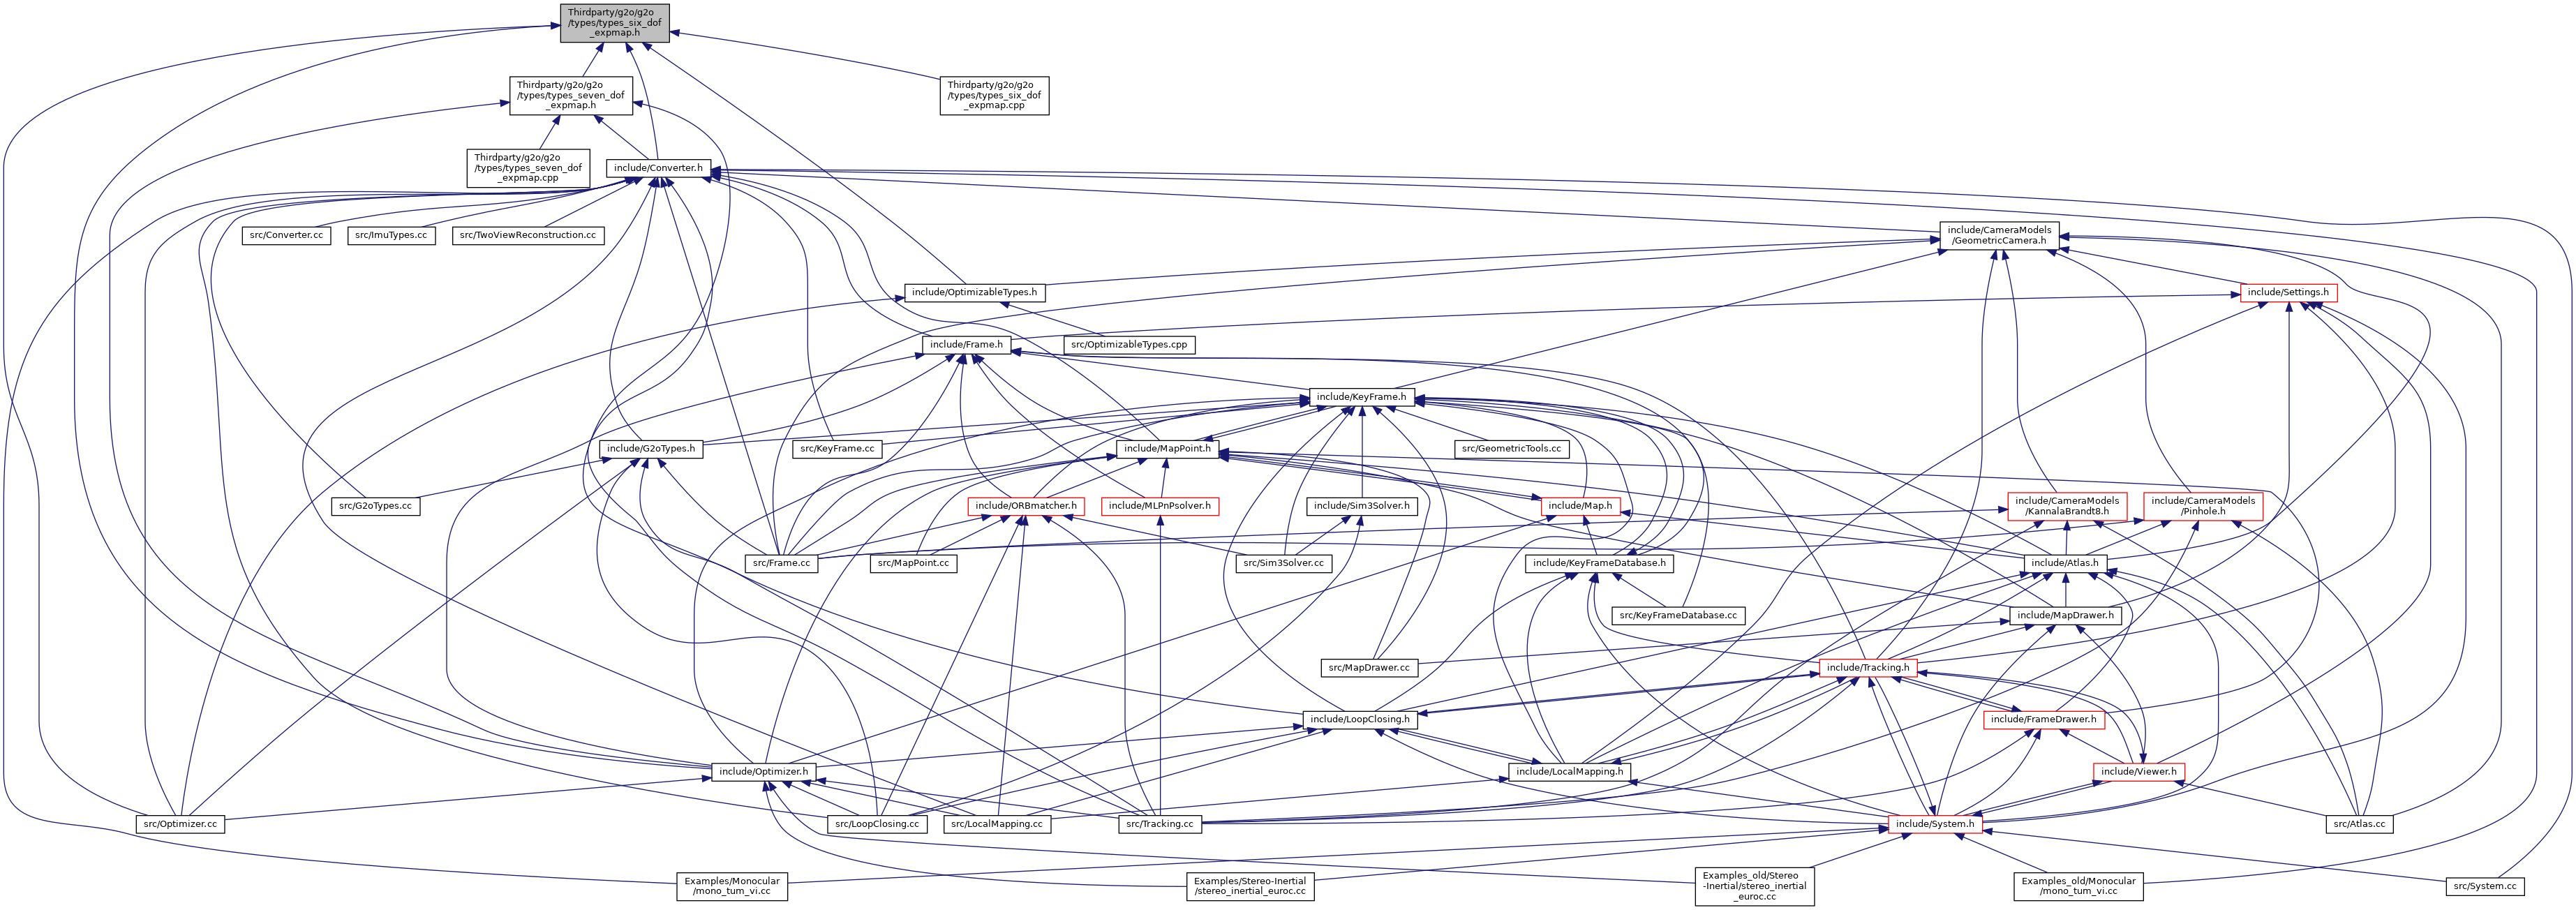 Thirdparty/g2o/g2o
/types/types_six_dof
_expmap.h
Thirdparty/g2o/g2o
/types/types_seven_dof
_expmap.h
Thirdparty/g2o/g2o
/types/types_six_dof
_expmap.cpp
Thirdparty/g2o/g2o
/types/types_seven_dof
_expmap.cpp
include/Converter.h
src/Converter.cc
src/ImuTypes.cc
src/TwoViewReconstruction.cc
include/CameraModels
/GeometricCamera.h
include/OptimizableTypes.h
include/Settings.h
include/Frame.h
src/OptimizableTypes.cpp
include/KeyFrame.h
include/G2oTypes.h
src/KeyFrame.cc
include/MapPoint.h
src/GeometricTools.cc
src/G2oTypes.cc
include/ORBmatcher.h
include/MLPnPsolver.h
include/Sim3Solver.h
include/Map.h
include/CameraModels
/KannalaBrandt8.h
include/CameraModels
/Pinhole.h
src/Frame.cc
src/MapPoint.cc
src/Sim3Solver.cc
include/KeyFrameDatabase.h
include/Atlas.h
src/KeyFrameDatabase.cc
include/MapDrawer.h
src/MapDrawer.cc
include/Tracking.h
include/LoopClosing.h
include/FrameDrawer.h
include/Optimizer.h
include/LocalMapping.h
include/Viewer.h
src/Optimizer.cc
src/LoopClosing.cc
src/LocalMapping.cc
src/Tracking.cc
include/System.h
src/Atlas.cc
Examples/Monocular
/mono_tum_vi.cc
Examples/Stereo-Inertial
/stereo_inertial_euroc.cc
Examples_old/Stereo
-Inertial/stereo_inertial
_euroc.cc
Examples_old/Monocular
/mono_tum_vi.cc
src/System.cc